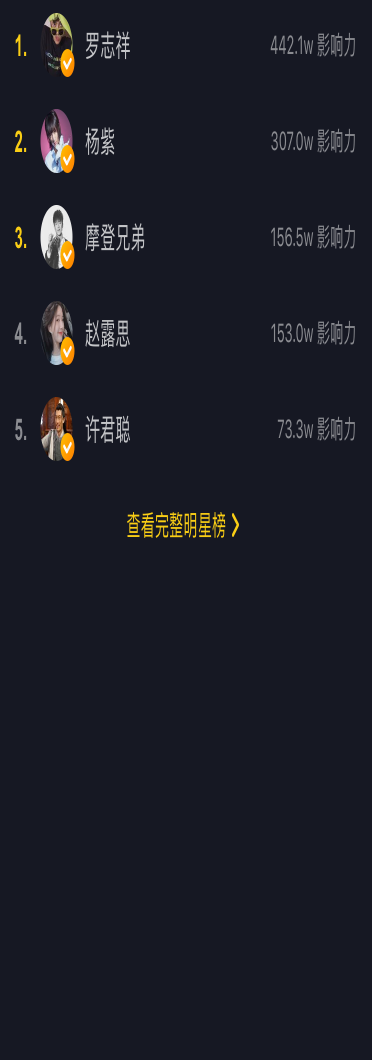 1. 罗志祥 442.1w 影响力
2. 杨紫 307.0w 影响力
3. 摩登兄弟 156.5w 影响力
4. 赵露思 153.0w 影响力
5. 许君聪 73.3w 影响力
查看完整明星榜 >